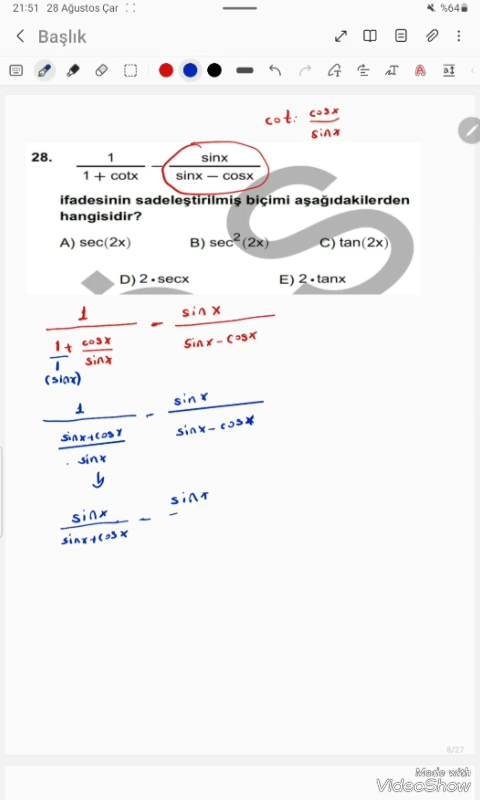 21:51 28 Ağustos Çar %64
Başlık
cot: cosx / sinx
28. 1 / 1 + cotx − sinx / sinx − cosx
ifadesinin sadeleştirilmiş biçimi aşağıdakilerden
hangisidir?
A) sec(2x) B) sec²(2x) C) tan(2x)
D) 2•secx E) 2•tanx
1 / 1/1 + cosx/sinx − sinx / sinx-cosx
(sinx)
1 / sinx+cosx/sinx − sinx / sinx-cosx
sinx / sinx+cosx − sinx
8/27
Made with
VideoShow